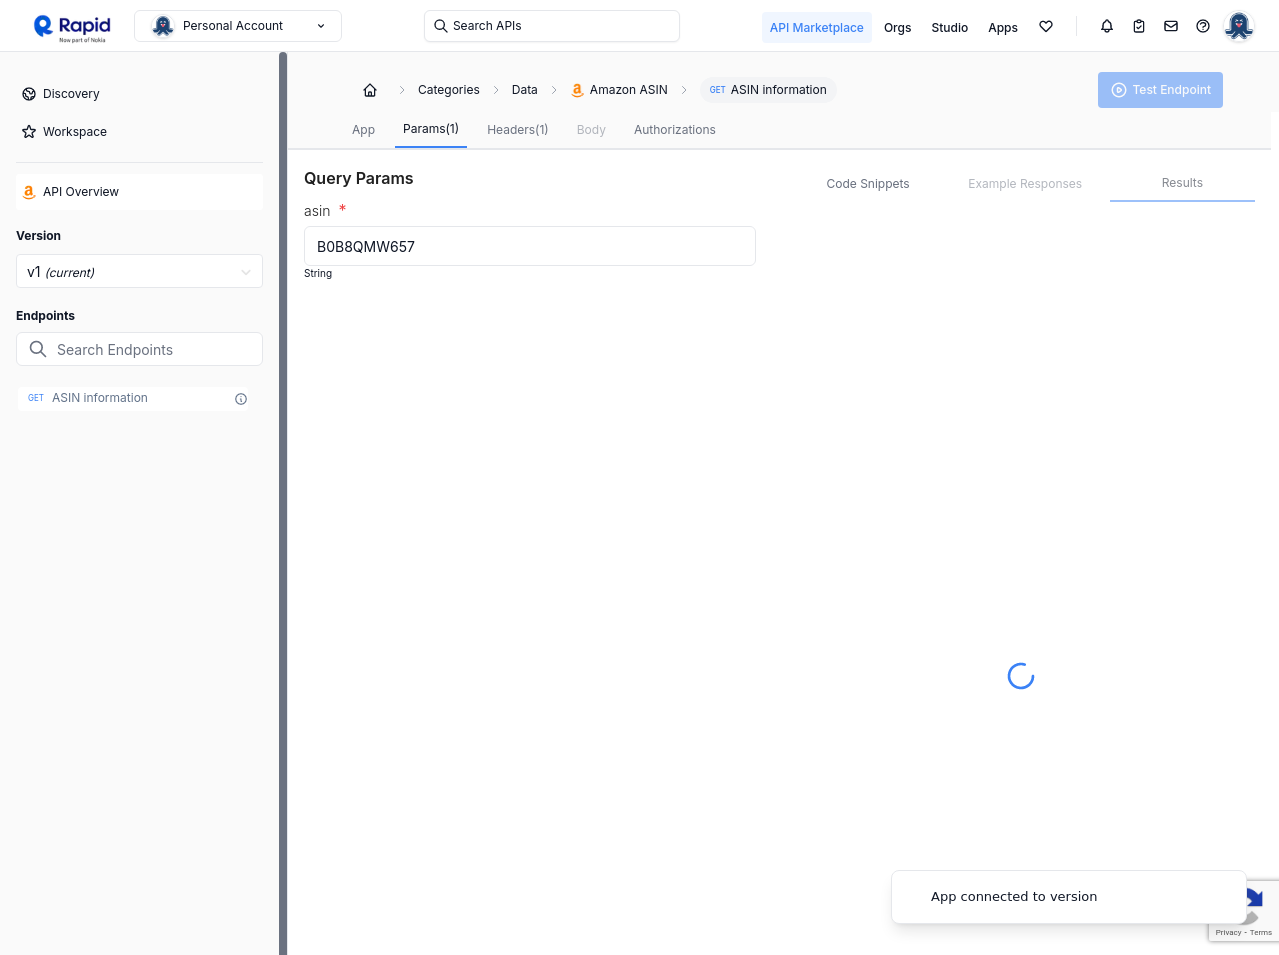 Rapid
Now part of Nokia
Personal Account
Search APIs
API Marketplace
Orgs
Studio
Apps
Discovery
Workspace
API Overview
Version
v1 (current)
Endpoints
Search Endpoints
GET ASIN information
Categories
Data
Amazon ASIN
GET ASIN information
Test Endpoint
App
Params(1)
Headers(1)
Body
Authorizations
Query Params
asin *
B0B8QMW657
String
Code Snippets
Example Responses
Results
App connected to version
Privacy - Terms